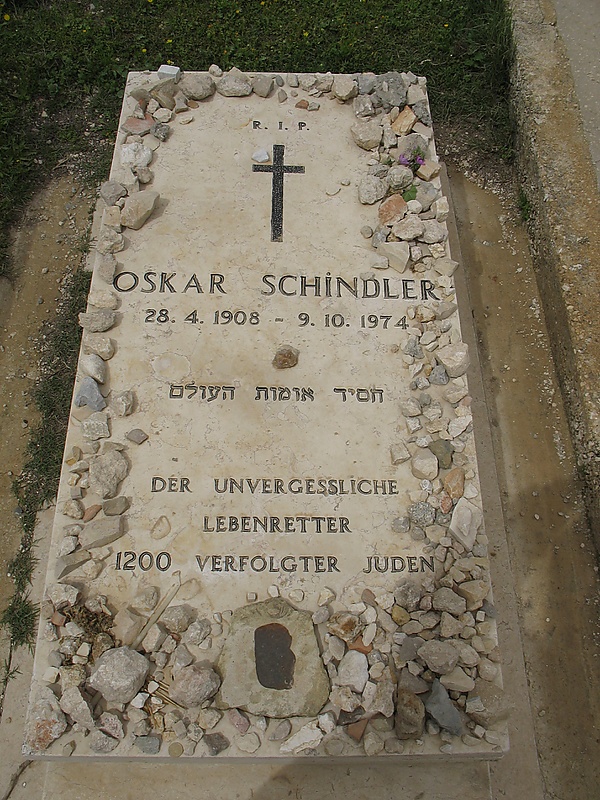 R. I. P.
OSKAR SCHINDLER
28. 4. 1908 - 9. 10. 1974
חסיד אומות העולם
DER UNVERGESSLICHE
LEBENRETTER
1200 VERFOLGTER JUDEN